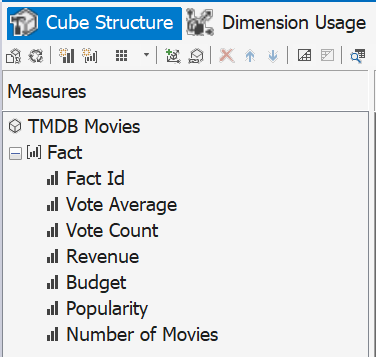 Cube Structure Dimension Usage
Measures
TMDB Movies
Fact
Fact Id
Vote Average
Vote Count
Revenue
Budget
Popularity
Number of Movies